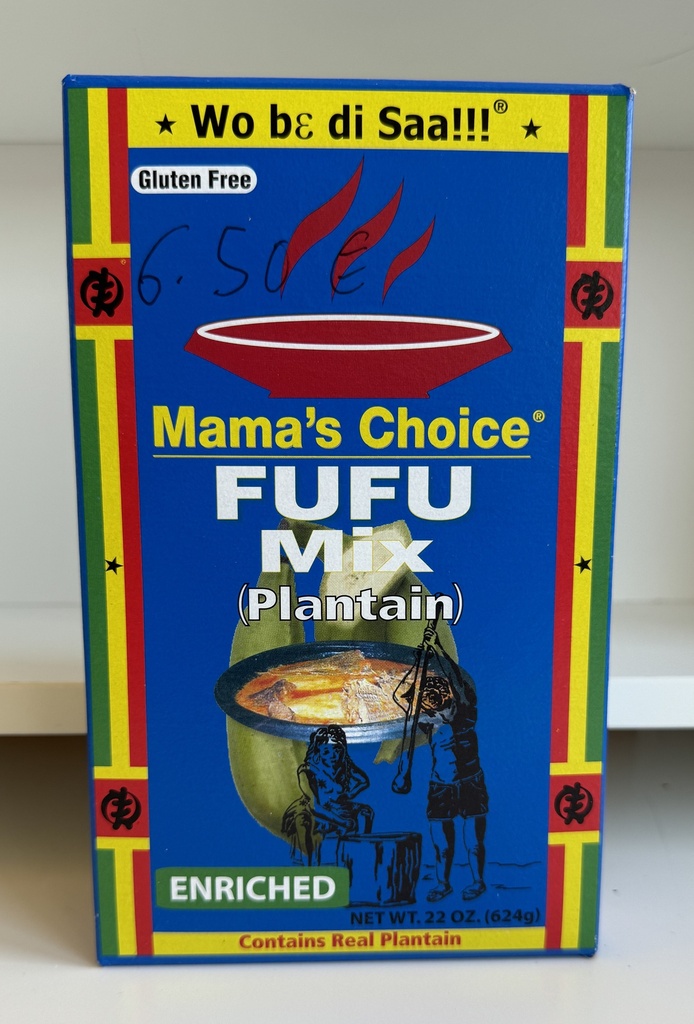 ★ Wo bɛ di Saa!!!® ★
Gluten Free
6.50 €
Mama's Choice®
FUFU
Mix
(Plantain)
ENRICHED
NET WT. 22 OZ. (624g)
Contains Real Plantain